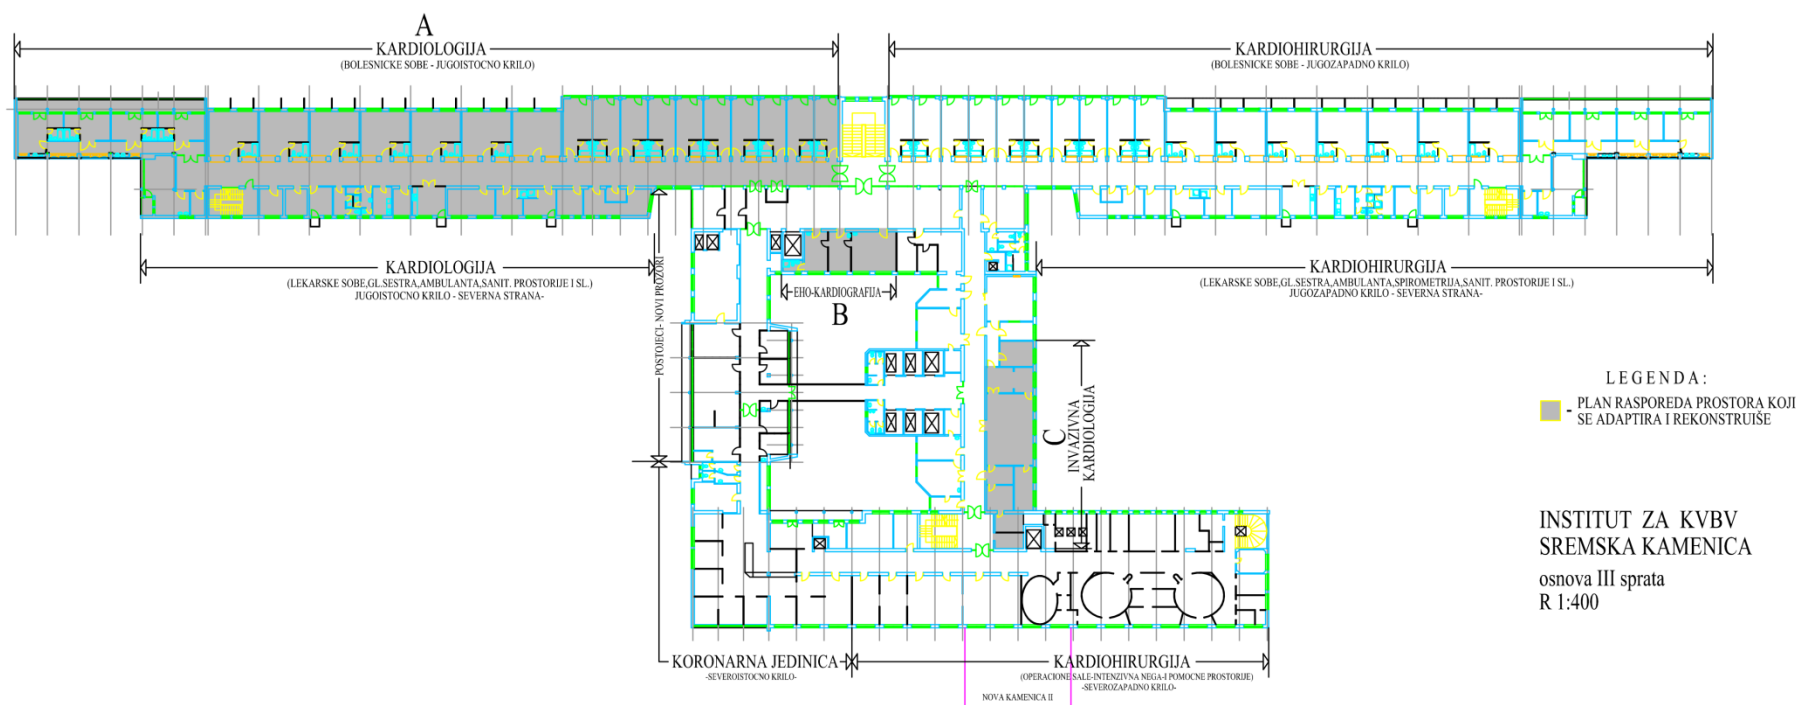 A
KARDIOLOGIJA
(BOLESNICKE SOBE - JUGOISTOCNO KRILO)
KARDIOHIRURGIJA
(BOLESNICKE SOBE - JUGOZAPADNO KRILO)
KARDIOLOGIJA
(LEKARSKE SOBE,GL.SESTRA,AMBULANTA,SANIT. PROSTORIJE I SL.)
JUGOISTOCNO KRILO - SEVERNA STRANA-
POSTOJECI- NOVI PROZORI
EHO-KARDIOGRAFIJA
B
KARDIOHIRURGIJA
(LEKARSKE SOBE,GL.SESTRA,AMBULANTA,SPIROMETRIJA,SANIT. PROSTORIJE I SL.)
JUGOZAPADNO KRILO - SEVERNA STRANA-
C
INVAZIVNA
KARDIOLOGIJA
LEGENDA:
- PLAN RASPOREDA PROSTORA KOJI
SE ADAPTIRA I REKONSTRUIŠE
INSTITUT ZA KVBV
SREMSKA KAMENICA
osnova III sprata
R 1:400
KORONARNA JEDINICA
-SEVEROISTOCNO KRILO-
KARDIOHIRURGIJA
(OPERACIONE SALE-INTENZIVNA NEGA-I POMOCNE PROSTORIJE)
-SEVEROZAPADNO KRILO-
NOVA KAMENICA II